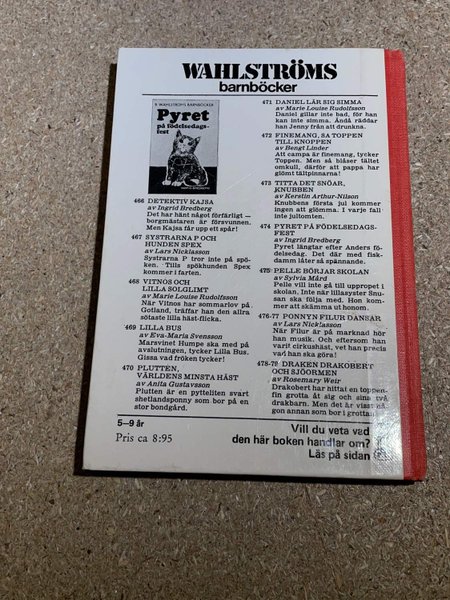 WAHLSTRÖMS
barnböcker
B WAHLSTRÖMS BARNBÖCKER
Pyret
på födelsedags-
fest
466 DETEKTIV KAJSA
av Ingrid Bredberg
Det har hänt något förfärligt –
borgmästaren är försvunnen.
Men Kajsa får upp ett spår!
467 SYSTRARNA P OCH
HUNDEN SPEX
av Lars Nicklasson
Systrarna P tror inte på spö-
ken. Tills spökhunden Spex
kommer i farten.
468 VITNOS OCH
LILLA SOLGLIMT
av Marie Louise Rudolfsson
När Vitnos har sommarlov på
Gotland, träffar han den allra
sötaste lilla häst-flicka.
469 LILLA BUS
av Eva-Maria Svensson
Marsvinet Humpe ska med på
avslutningen, tycker Lilla Bus.
Gissa vad fröken tycker!
470 PLUTTEN,
VÄRLDENS MINSTA HÄST
av Anita Gustavsson
Plutten är en pytteliten svart
shetlandsponny som bor på en
stor bondgård.
471 DANIEL LÄR SIG SIMMA
av Marie Louise Rudolfsson
Daniel gillar inte bad, för han
kan inte simma. Ändå räddar
han Jenny från att drunkna.
472 FINEMANG, SA TOPPEN
TILL KNOPPEN
av Bengt Linder
Att campa är finemang, tycker
Toppen. Men så blåser tältet
omkull, därför att pappa har
glömt tältpinnarna!
473 TITTA DET SNÖAR,
KNUBBEN
av Kerstin Arthur-Nilson
Knubbens första jul kommer
ingen att glömma. I varje fall
inte jultomten.
474 PYRET PÅ FÖDELSEDAGS-
FEST
av Ingrid Bredberg
Pyret längtar efter Anders fö-
delsedag. Det där med fisk-
damm låter så spännande.
475 PELLE BÖRJAR SKOLAN
av Sylvia Mård
Pelle vill inte gå till uppropet i
skolan. Inte när lillasyster Snu-
san ska följa med. Hon kom-
mer att skämma ut honom.
476-77 PONNYN FILUR DANSAR
av Lars Nicklasson
När Filur är på marknad hör
han musik. Och eftersom han
varit cirkushäst, vet han precis
vad han ska göra!
478-79 DRAKEN DRAKOBERT
OCH SJÖORMEN
av Rosemary Weir
Drakobert har hittat en toppen-
fin grotta åt sig och sina två
drakbarn. Men det är visst nå-
gon annan som bor i grottan
5–9 år
Pris ca 8:95
Vill du veta vad
den här boken handlar om?
Läs på sidan